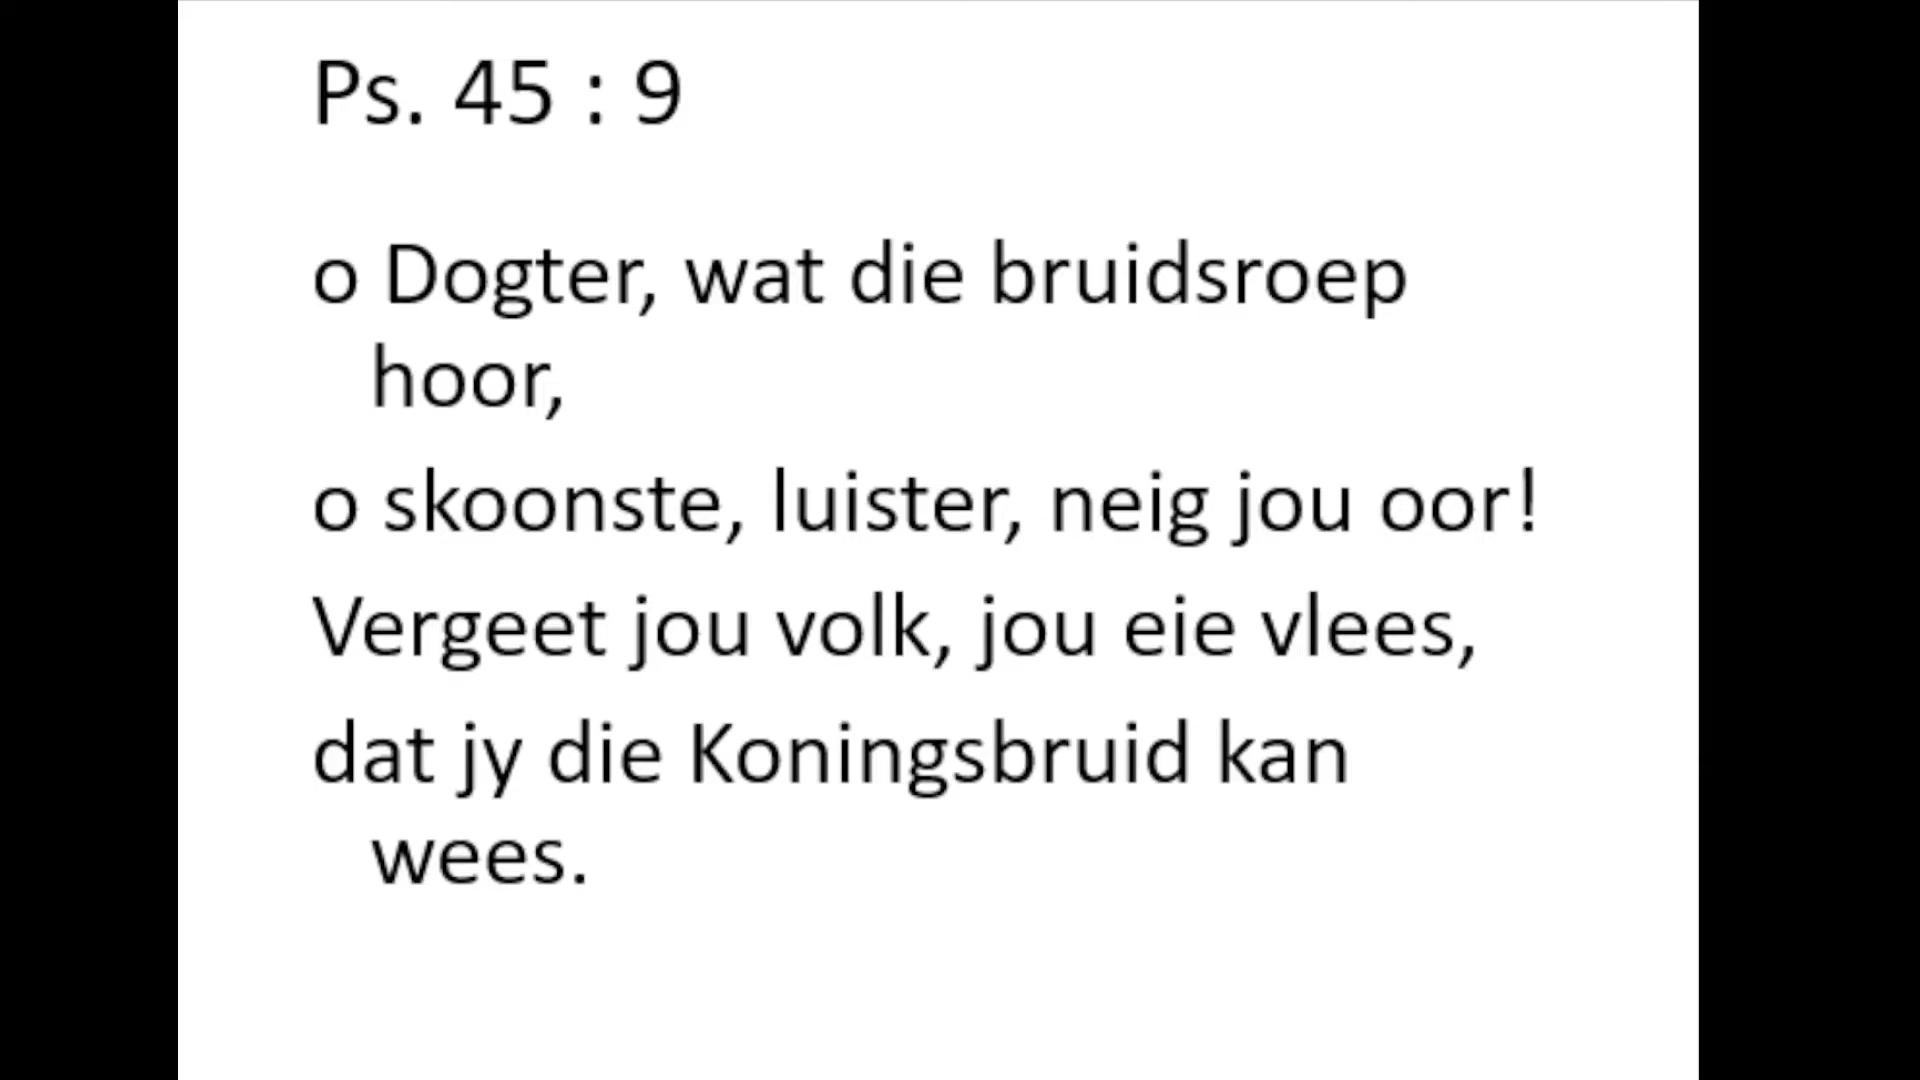 Ps. 45 : 9
o Dogter, wat die bruidsroep
hoor,
o skoonste, luister, neig jou oor!
Vergeet jou volk, jou eie vlees,
dat jy die Koningsbruid kan
wees.